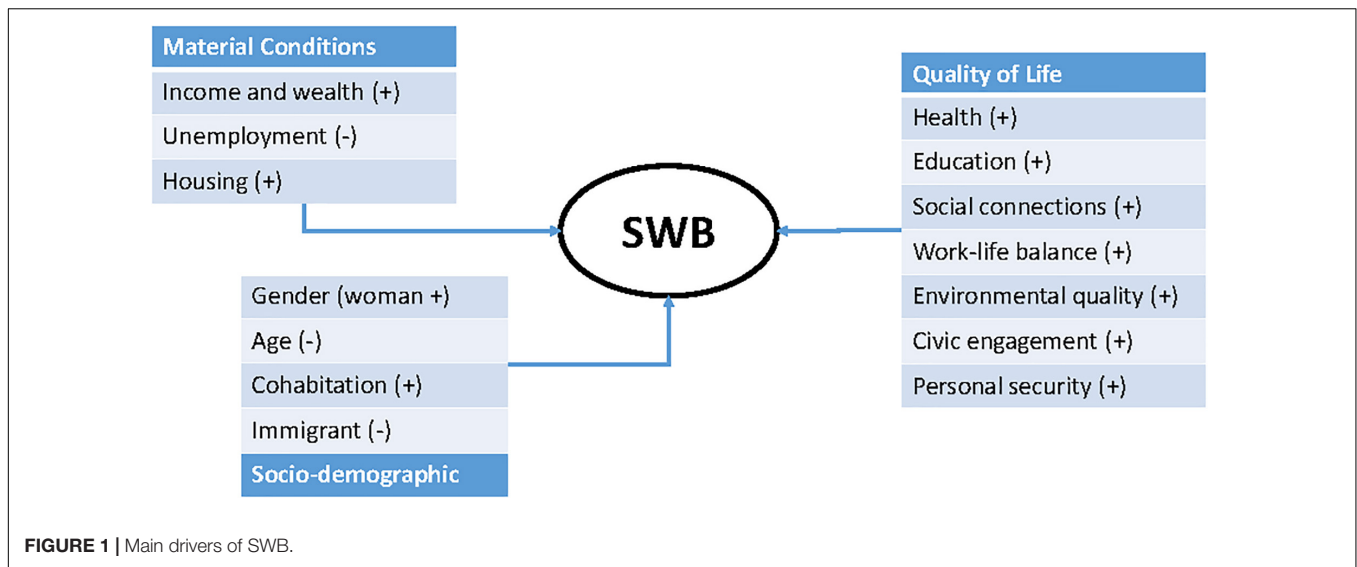 Material Conditions
Income and wealth (+)
Unemployment (-)
Housing (+)
Quality of Life
Health (+)
Education (+)
Social connections (+)
Work-life balance (+)
Environmental quality (+)
Civic engagement (+)
Personal security (+)
SWB
Gender (woman +)
Age (-)
Cohabitation (+)
Immigrant (-)
Socio-demographic
FIGURE 1 | Main drivers of SWB.